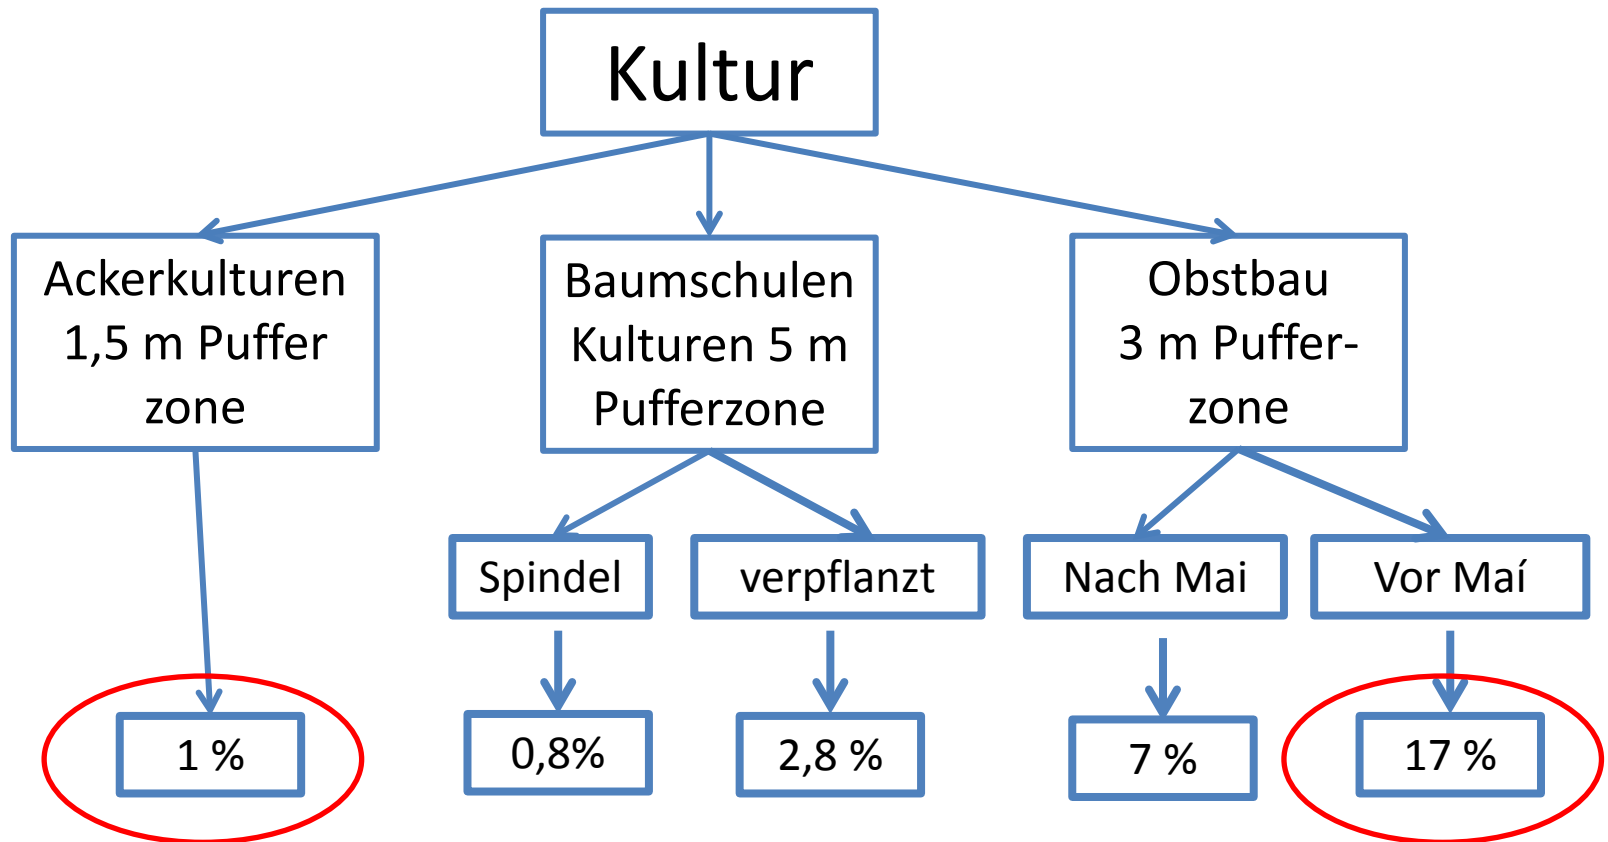 Kultur
Ackerkulturen
1,5 m Puffer
zone
Baumschulen
Kulturen 5 m
Pufferzone
Obstbau
3 m Puffer-
zone
Spindel
verpflanzt
Nach Mai
Vor Maí
1 %
0,8%
2,8 %
7 %
17 %